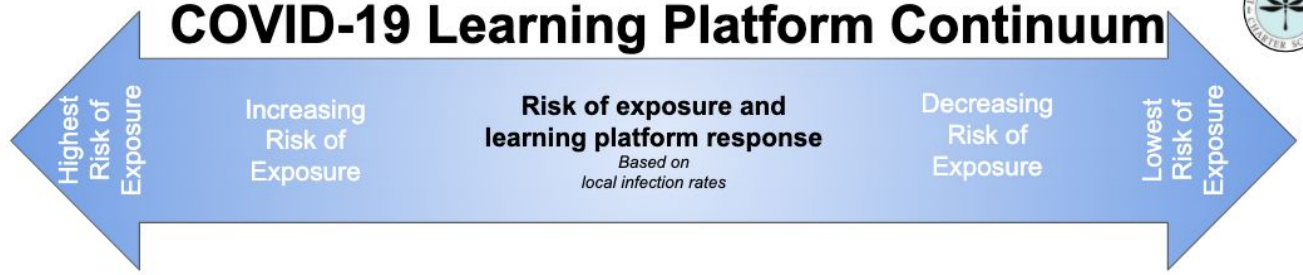 COVID-19 Learning Platform Continuum
Highest
Risk of
Exposure
Increasing
Risk of
Exposure
Risk of exposure and
learning platform response
Based on
local infection rates
Decreasing
Risk of
Exposure
Lowest
Risk of
Exposure
CHARTER